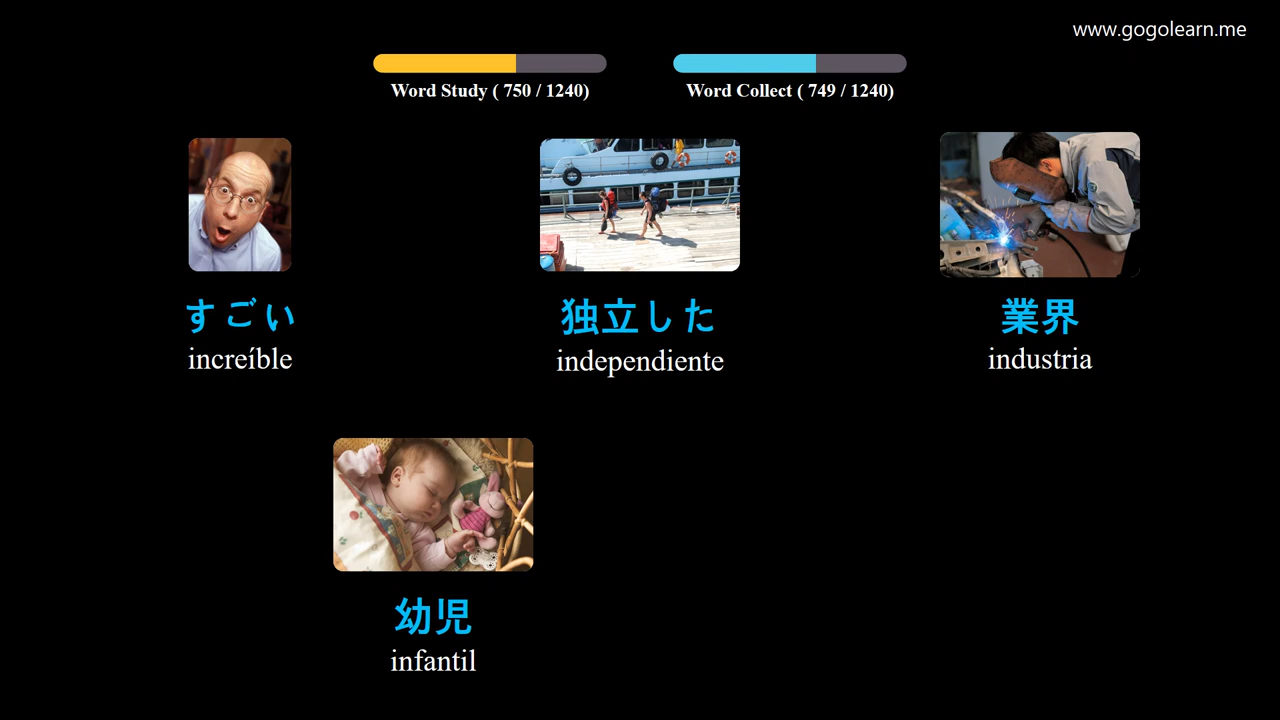 www.gogolearn.me
Word Study ( 750 / 1240)
Word Collect ( 749 / 1240)
すごい
increíble
独立した
independiente
業界
industria
幼児
infantil